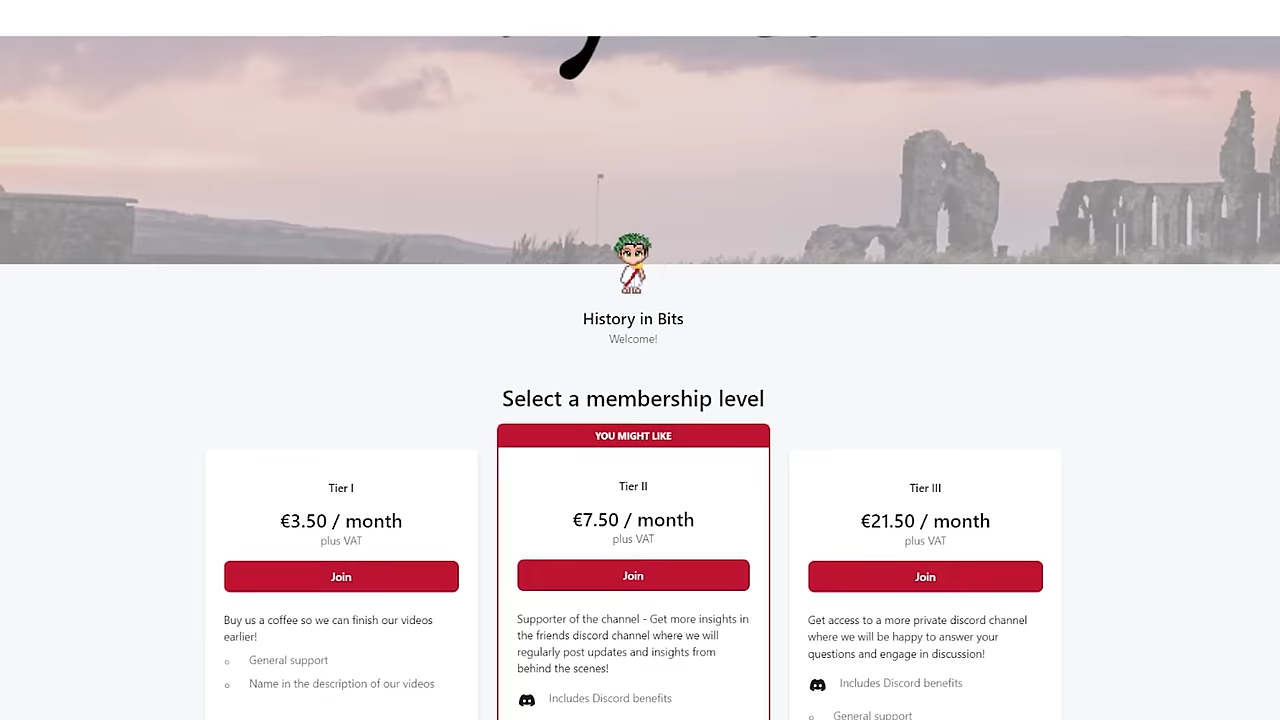 History in Bits
Welcome!
Select a membership level
YOU MIGHT LIKE
Tier I
€3.50 / month
plus VAT
Join
Buy us a coffee so we can finish our videos
earlier!
General support
Name in the description of our videos
Tier II
€7.50 / month
plus VAT
Join
Supporter of the channel - Get more insights in
the friends discord channel where we will
regularly post updates and insights from
behind the scenes!
Includes Discord benefits
Tier III
€21.50 / month
plus VAT
Join
Get access to a more private discord channel
where we will be happy to answer your
questions and engage in discussion!
Includes Discord benefits
General support